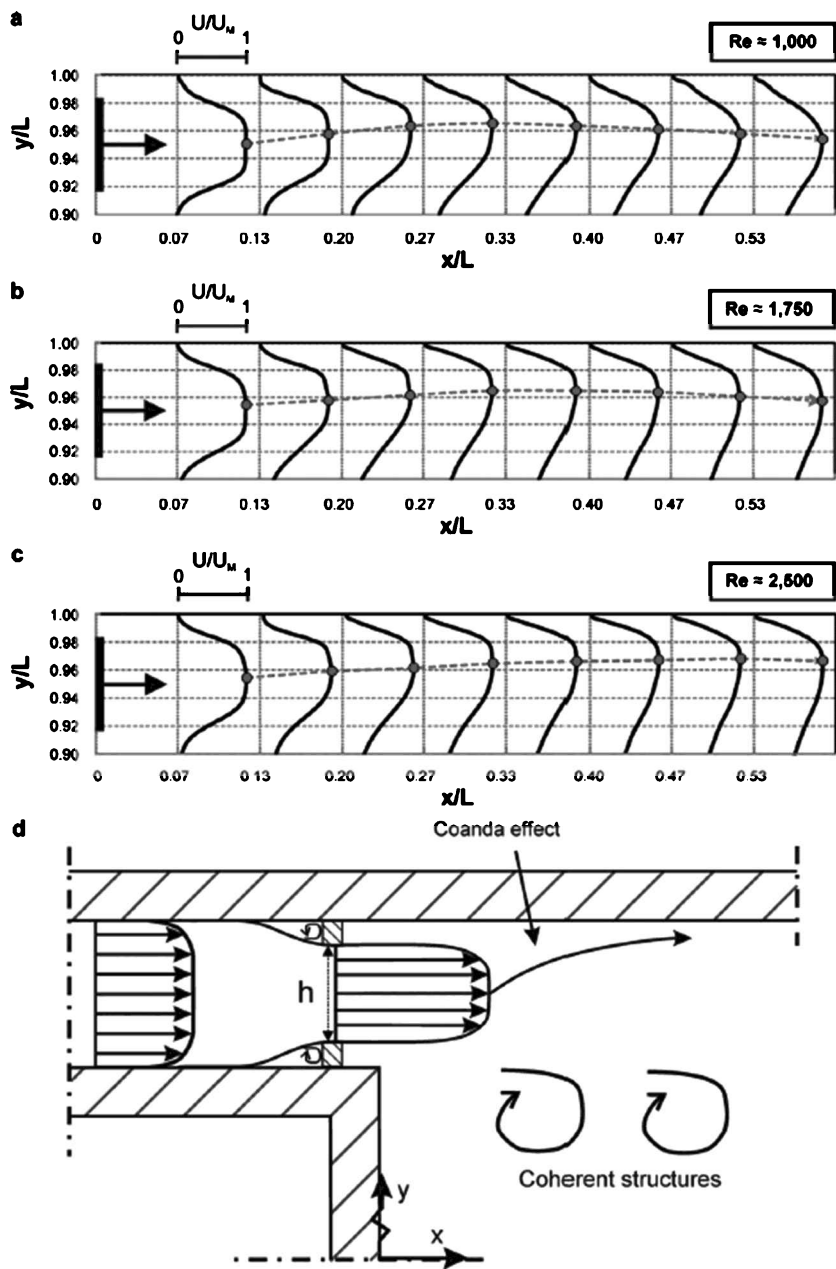 a
U/U_M
0 1
Re ≈ 1,000
1.00
0.98
0.96
0.94
0.92
0.90
y/L
0 0.07 0.13 0.20 0.27 0.33 0.40 0.47 0.53
x/L
b
U/U_M
0 1
Re ≈ 1,750
1.00
0.98
0.96
0.94
0.92
0.90
y/L
0 0.07 0.13 0.20 0.27 0.33 0.40 0.47 0.53
x/L
c
U/U_M
0 1
Re ≈ 2,500
1.00
0.98
0.96
0.94
0.92
0.90
y/L
0 0.07 0.13 0.20 0.27 0.33 0.40 0.47 0.53
x/L
d
Coanda effect
h
Coherent structures
y
x